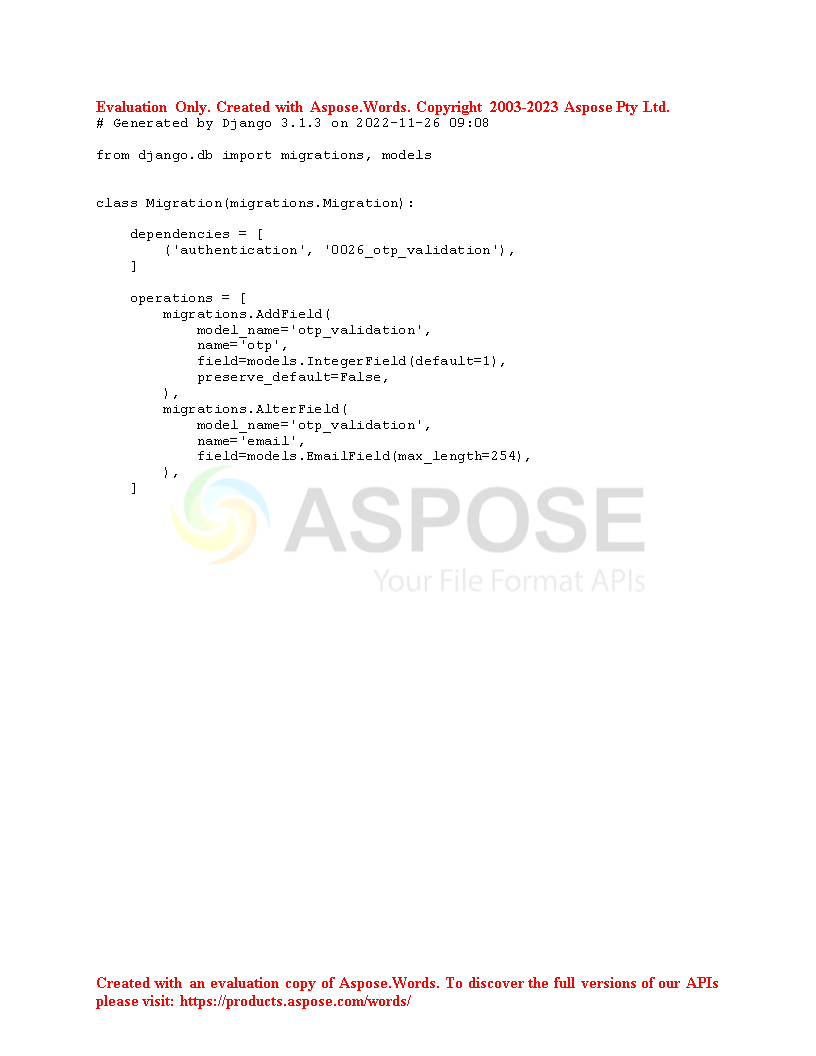 Evaluation Only. Created with Aspose.Words. Copyright 2003-2023 Aspose Pty Ltd.
# Generated by Django 3.1.3 on 2022-11-26 09:08

from django.db import migrations, models


class Migration(migrations.Migration):

    dependencies = [
        ('authentication', '0026_otp_validation'),
    ]

    operations = [
        migrations.AddField(
            model_name='otp_validation',
            name='otp',
            field=models.IntegerField(default=1),
            preserve_default=False,
        ),
        migrations.AlterField(
            model_name='otp_validation',
            name='email',
            field=models.EmailField(max_length=254),
        ),
    ]
ASPOSE
Your File Format APIs
Created with an evaluation copy of Aspose.Words. To discover the full versions of our APIs
please visit: https://products.aspose.com/words/